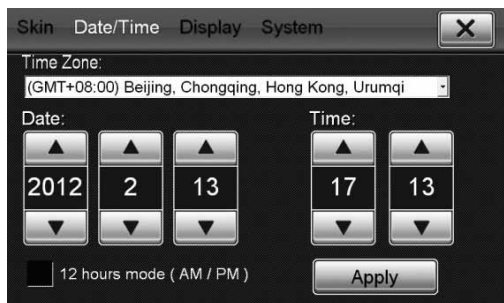 Skin Date/Time Display System X
Time Zone:
(GMT+08:00) Beijing, Chongqing, Hong Kong, Urumqi
Date: Time:
2012 2 13 17 13
12 hours mode ( AM / PM ) Apply